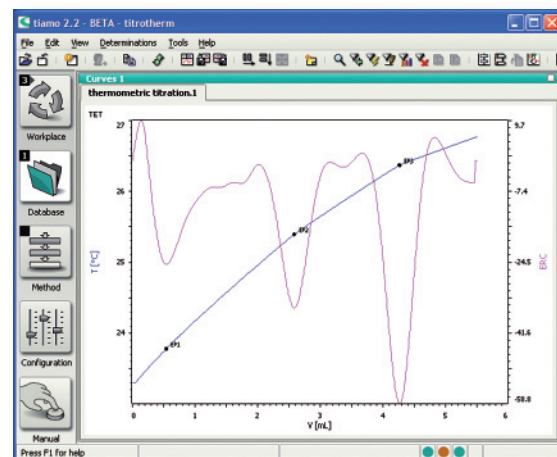 tiamo 2.2 - BETA - titrotherm
File Edit View Determinations Tools Help
Curves 1
thermometric titration.1
3
Workplace
1
Database
Method
Configuration
Manual
TET
27
26
25
24
T [°C]
EP1
EP2
EP3
9.7
-7.4
-24.5
-41.6
-58.8
ERC
0 1 2 3 4 5 6
V [mL]
Press F1 for help